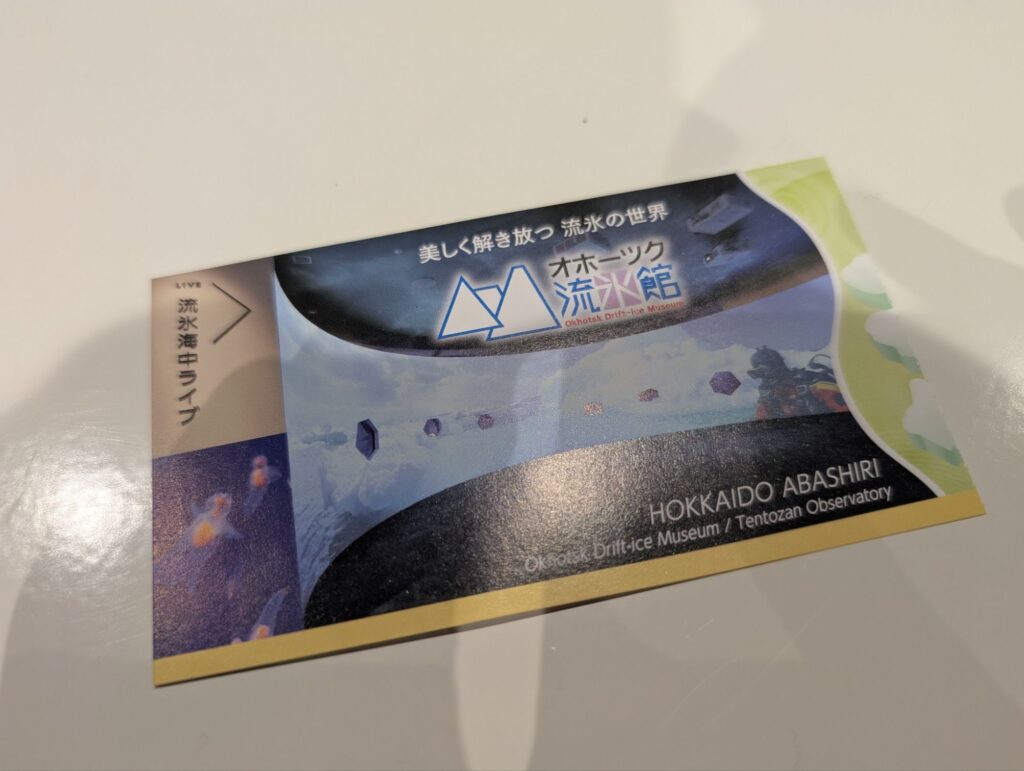 LIVE
流氷海中ライブ
美しく解き放つ 流氷の世界
オホーツク
流氷館
Okhotsk Drift-ice Museum
HOKKAIDO ABASHIRI
Okhotsk Drift-ice Museum / Tentozan Observatory